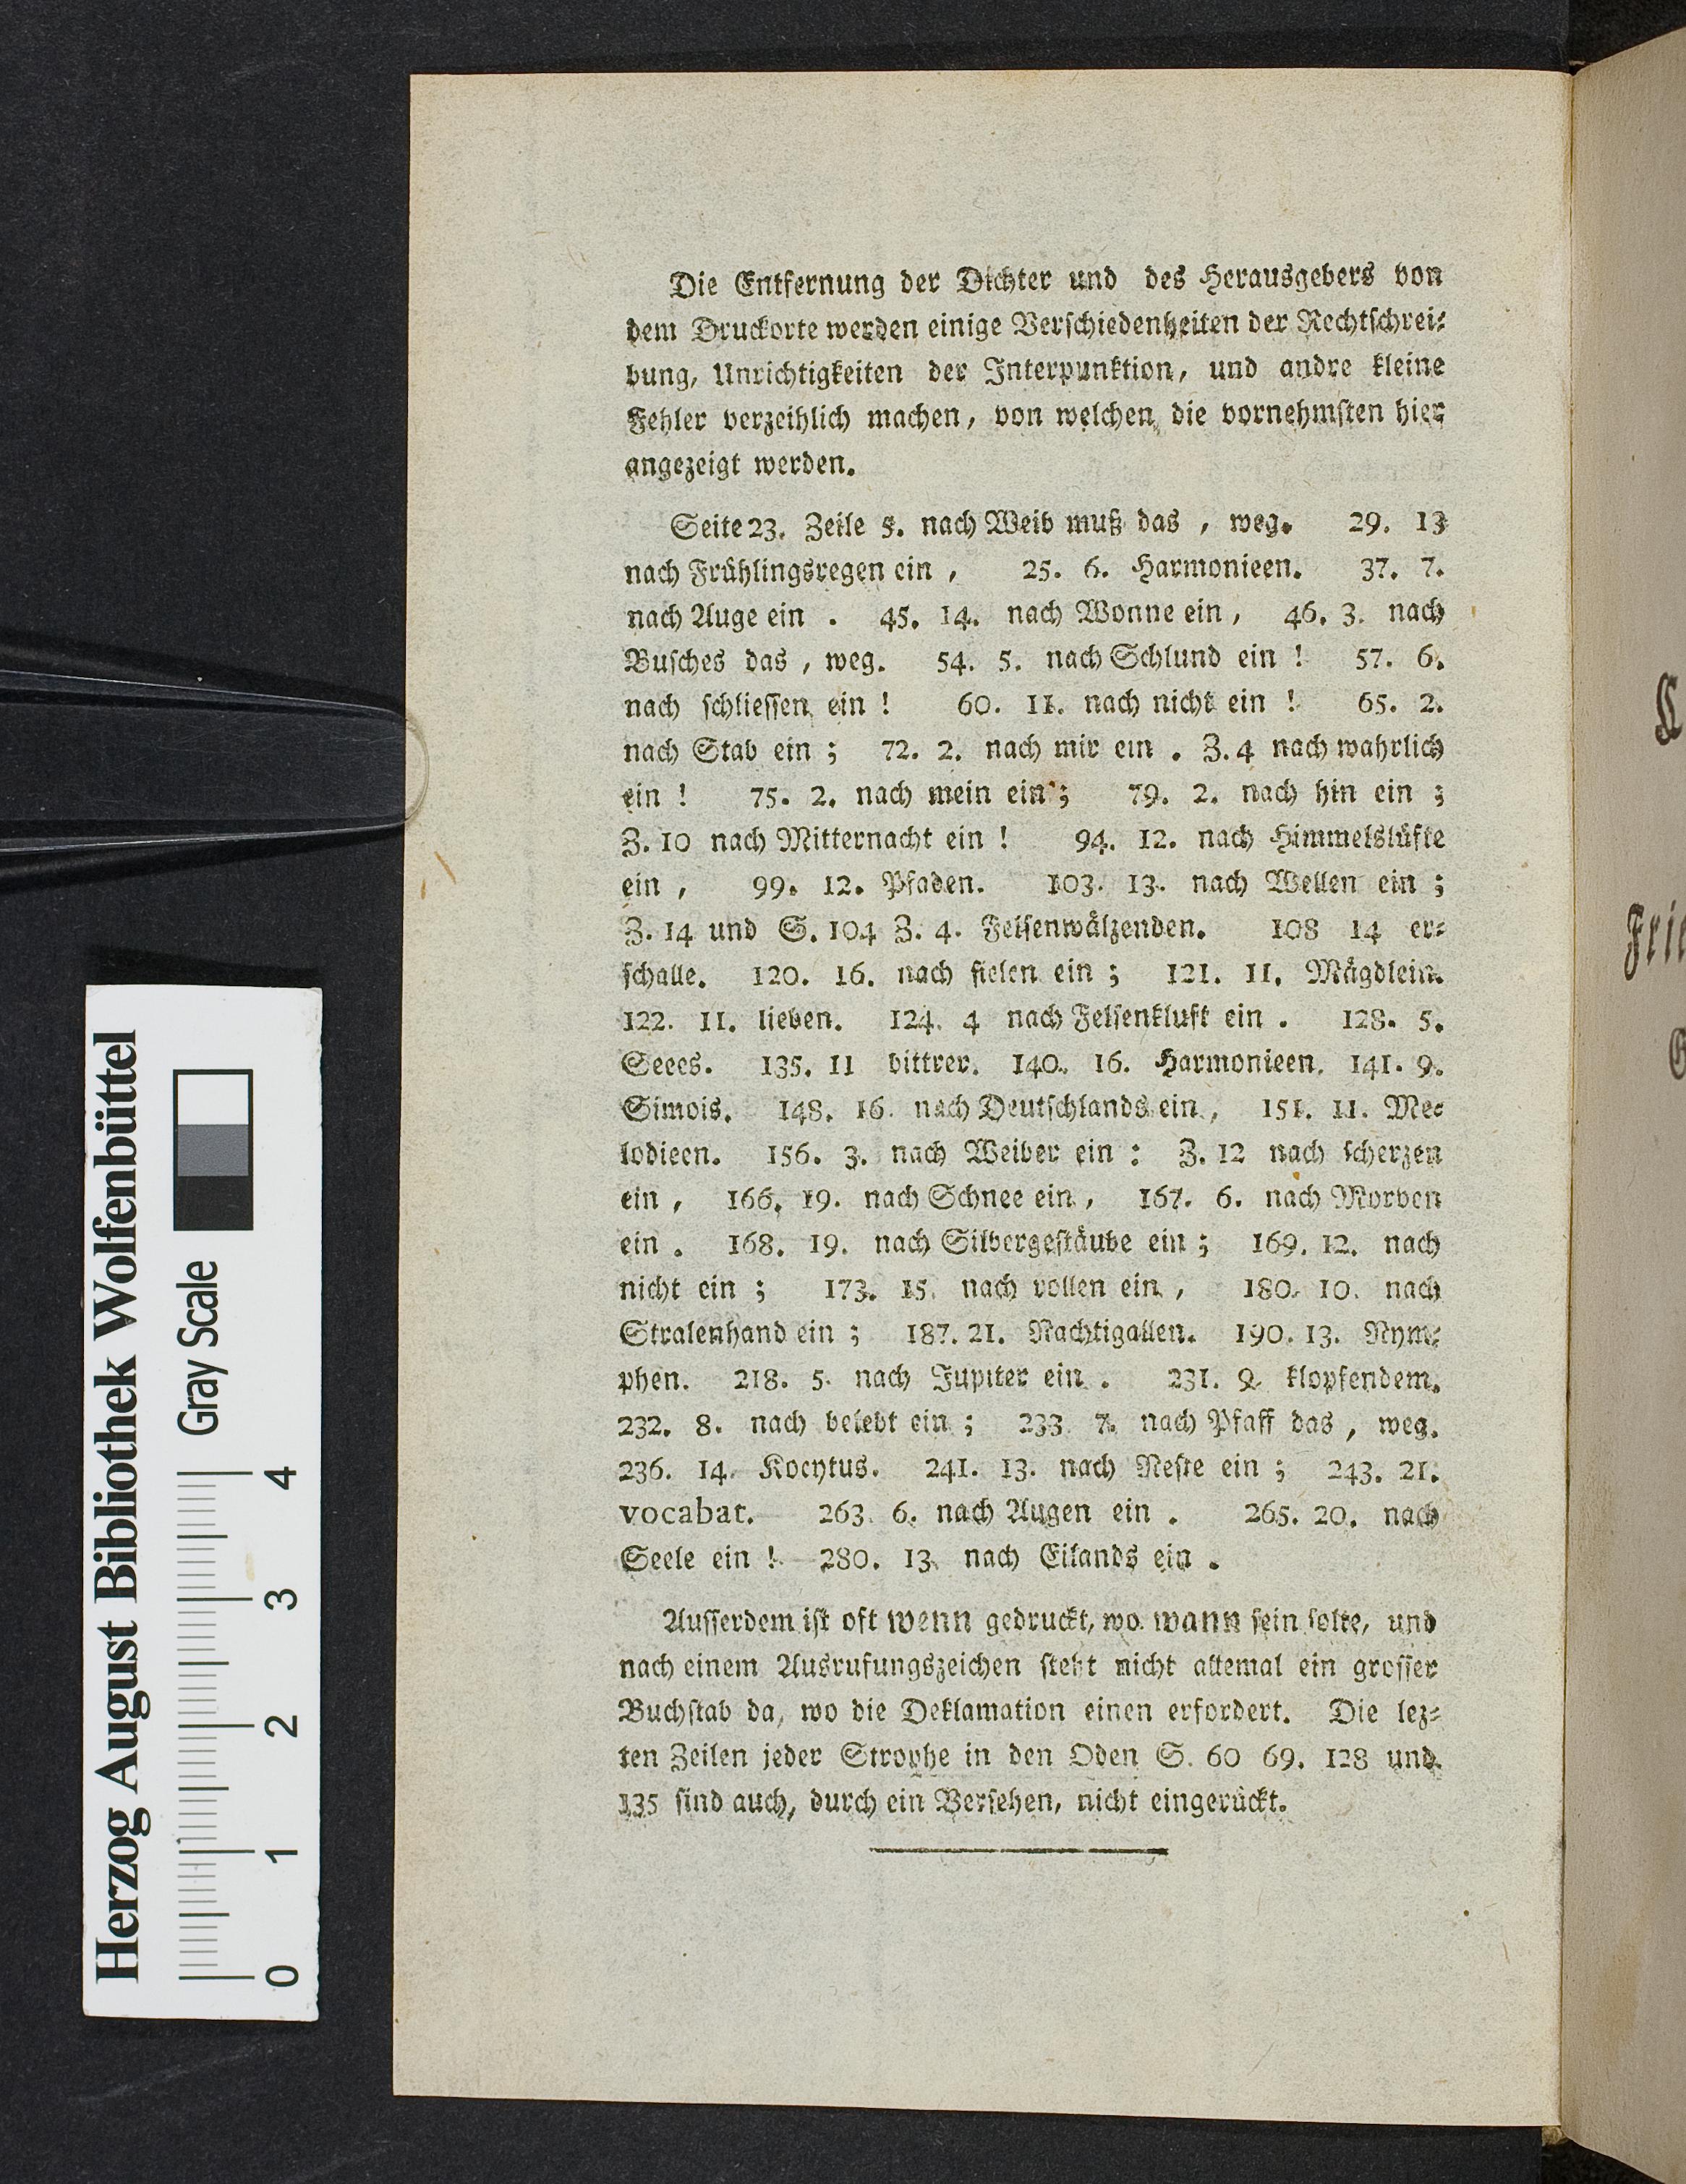 Die Entfernung der Dichter und des Herausgebers von
dem Druckorte werden einige Verschiedenheiten der Rechtschrei-
bung, Unrichtigkeiten der Interpunktion, und andre kleine
Fehler verzeihlich machen, von welchen die vornehmsten hier
angezeigt werden.
Seite 23. Zeile 5. nach Weib muß das , weg. 29. 13
nach Frühlingsregen ein , 25. 6. Harmonieen. 37. 7.
nach Auge ein . 45. 14. nach Wonne ein , 46. 3. nach
Busches das , weg. 54. 5. nach Schlund ein ! 57. 6.
nach schliessen ein ! 60. 11. nach nicht ein ! 65. 2.
nach Stab ein ; 72. 2. nach mir ein . Z. 4 nach wahrlich
ein ! 75. 2. nach mein ein ; 79. 2. nach hin ein ;
Z. 10 nach Mitternacht ein ! 94. 12. nach Himmelslüfte
ein , 99. 12. Pfaden. 103. 13. nach Wellen ein ;
Z. 14 und S. 104 Z. 4. Felsenwälzenden. 108 14 er-
schalle. 120. 16. nach fielen ein ; 121. 11. Mägdlein.
122. 11. lieben. 124. 4 nach Felsenkluft ein . 128. 5.
Seees. 135. 11 bittrer. 140. 16. Harmonieen. 141. 9.
Simois. 148. 16. nach Deutschlands ein , 151. 11. Me-
lodieen. 156. 3. nach Weiber ein : Z. 12 nach scherzen
ein , 166. 19. nach Schnee ein , 167. 6. nach Morven
ein . 168. 19. nach Silbergestäube ein ; 169. 12. nach
nicht ein ; 173. 15. nach rollen ein , 180. 10. nach
Stralenhand ein ; 187. 21. Nachtigallen. 190. 13. Nym-
phen. 218. 5. nach Jupiter ein . 231. 9. klopfendem.
232. 8. nach belebt ein ; 233 7. nach Pfaff das , weg.
236. 14. Kocytus. 241. 13. nach Neste ein ; 243. 21.
vocabat. 263. 6. nach Augen ein . 265. 20. nach
Seele ein ! 280. 13. nach Eilands ein .
Ausserdem ist oft wenn gedruckt, wo wann sein solte, und
nach einem Ausrufungszeichen steht nicht allemal ein grosser
Buchstab da, wo die Deklamation einen erfordert. Die lez-
ten Zeilen jeder Strophe in den Oden S. 60 69. 128 und
135 sind auch, durch ein Versehen, nicht eingerückt.
Herzog August Bibliothek Wolfenbüttel
Gray Scale
0 1 2 3 4